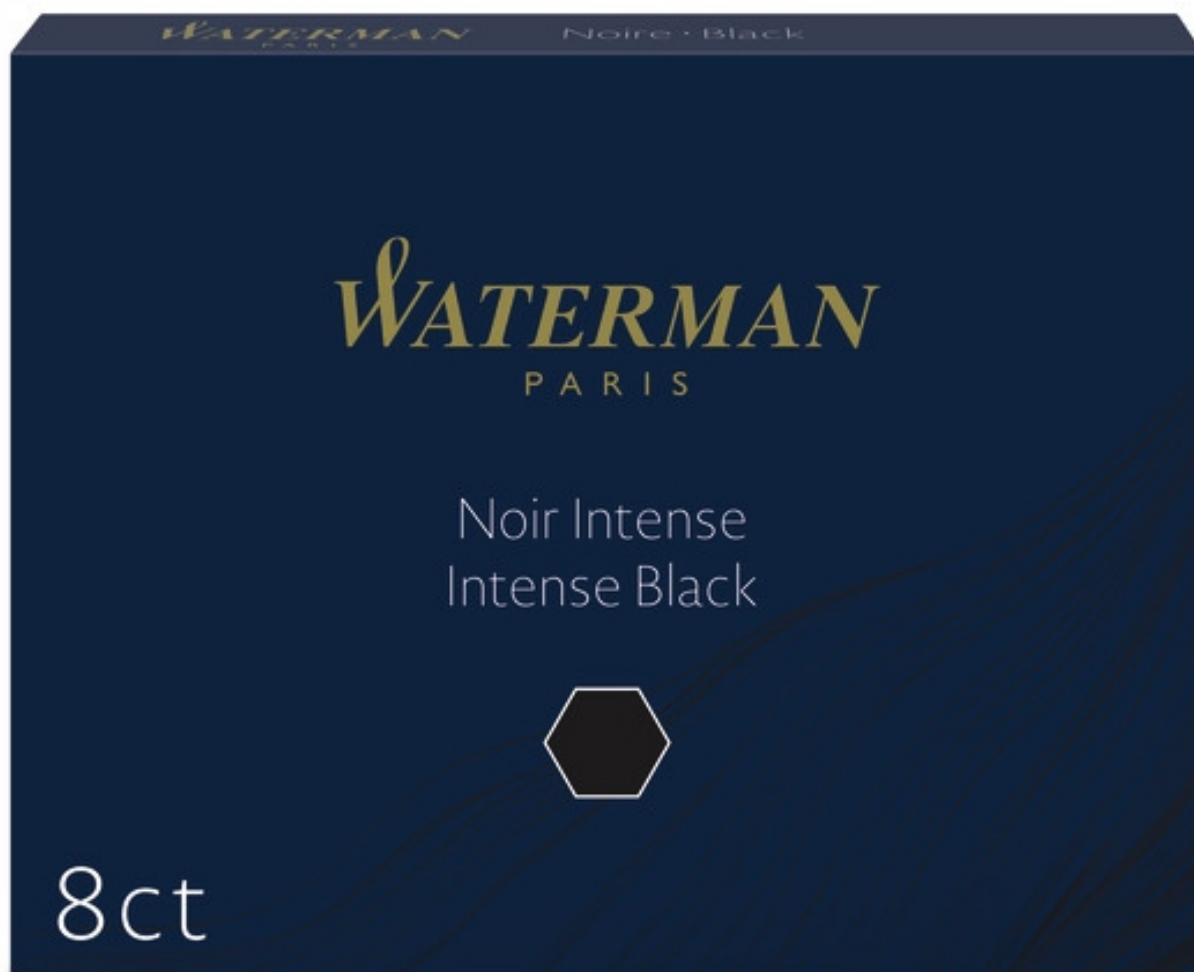 WATERMAN Noire · Black
PARIS
WATERMAN
PARIS
Noir Intense
Intense Black
8ct